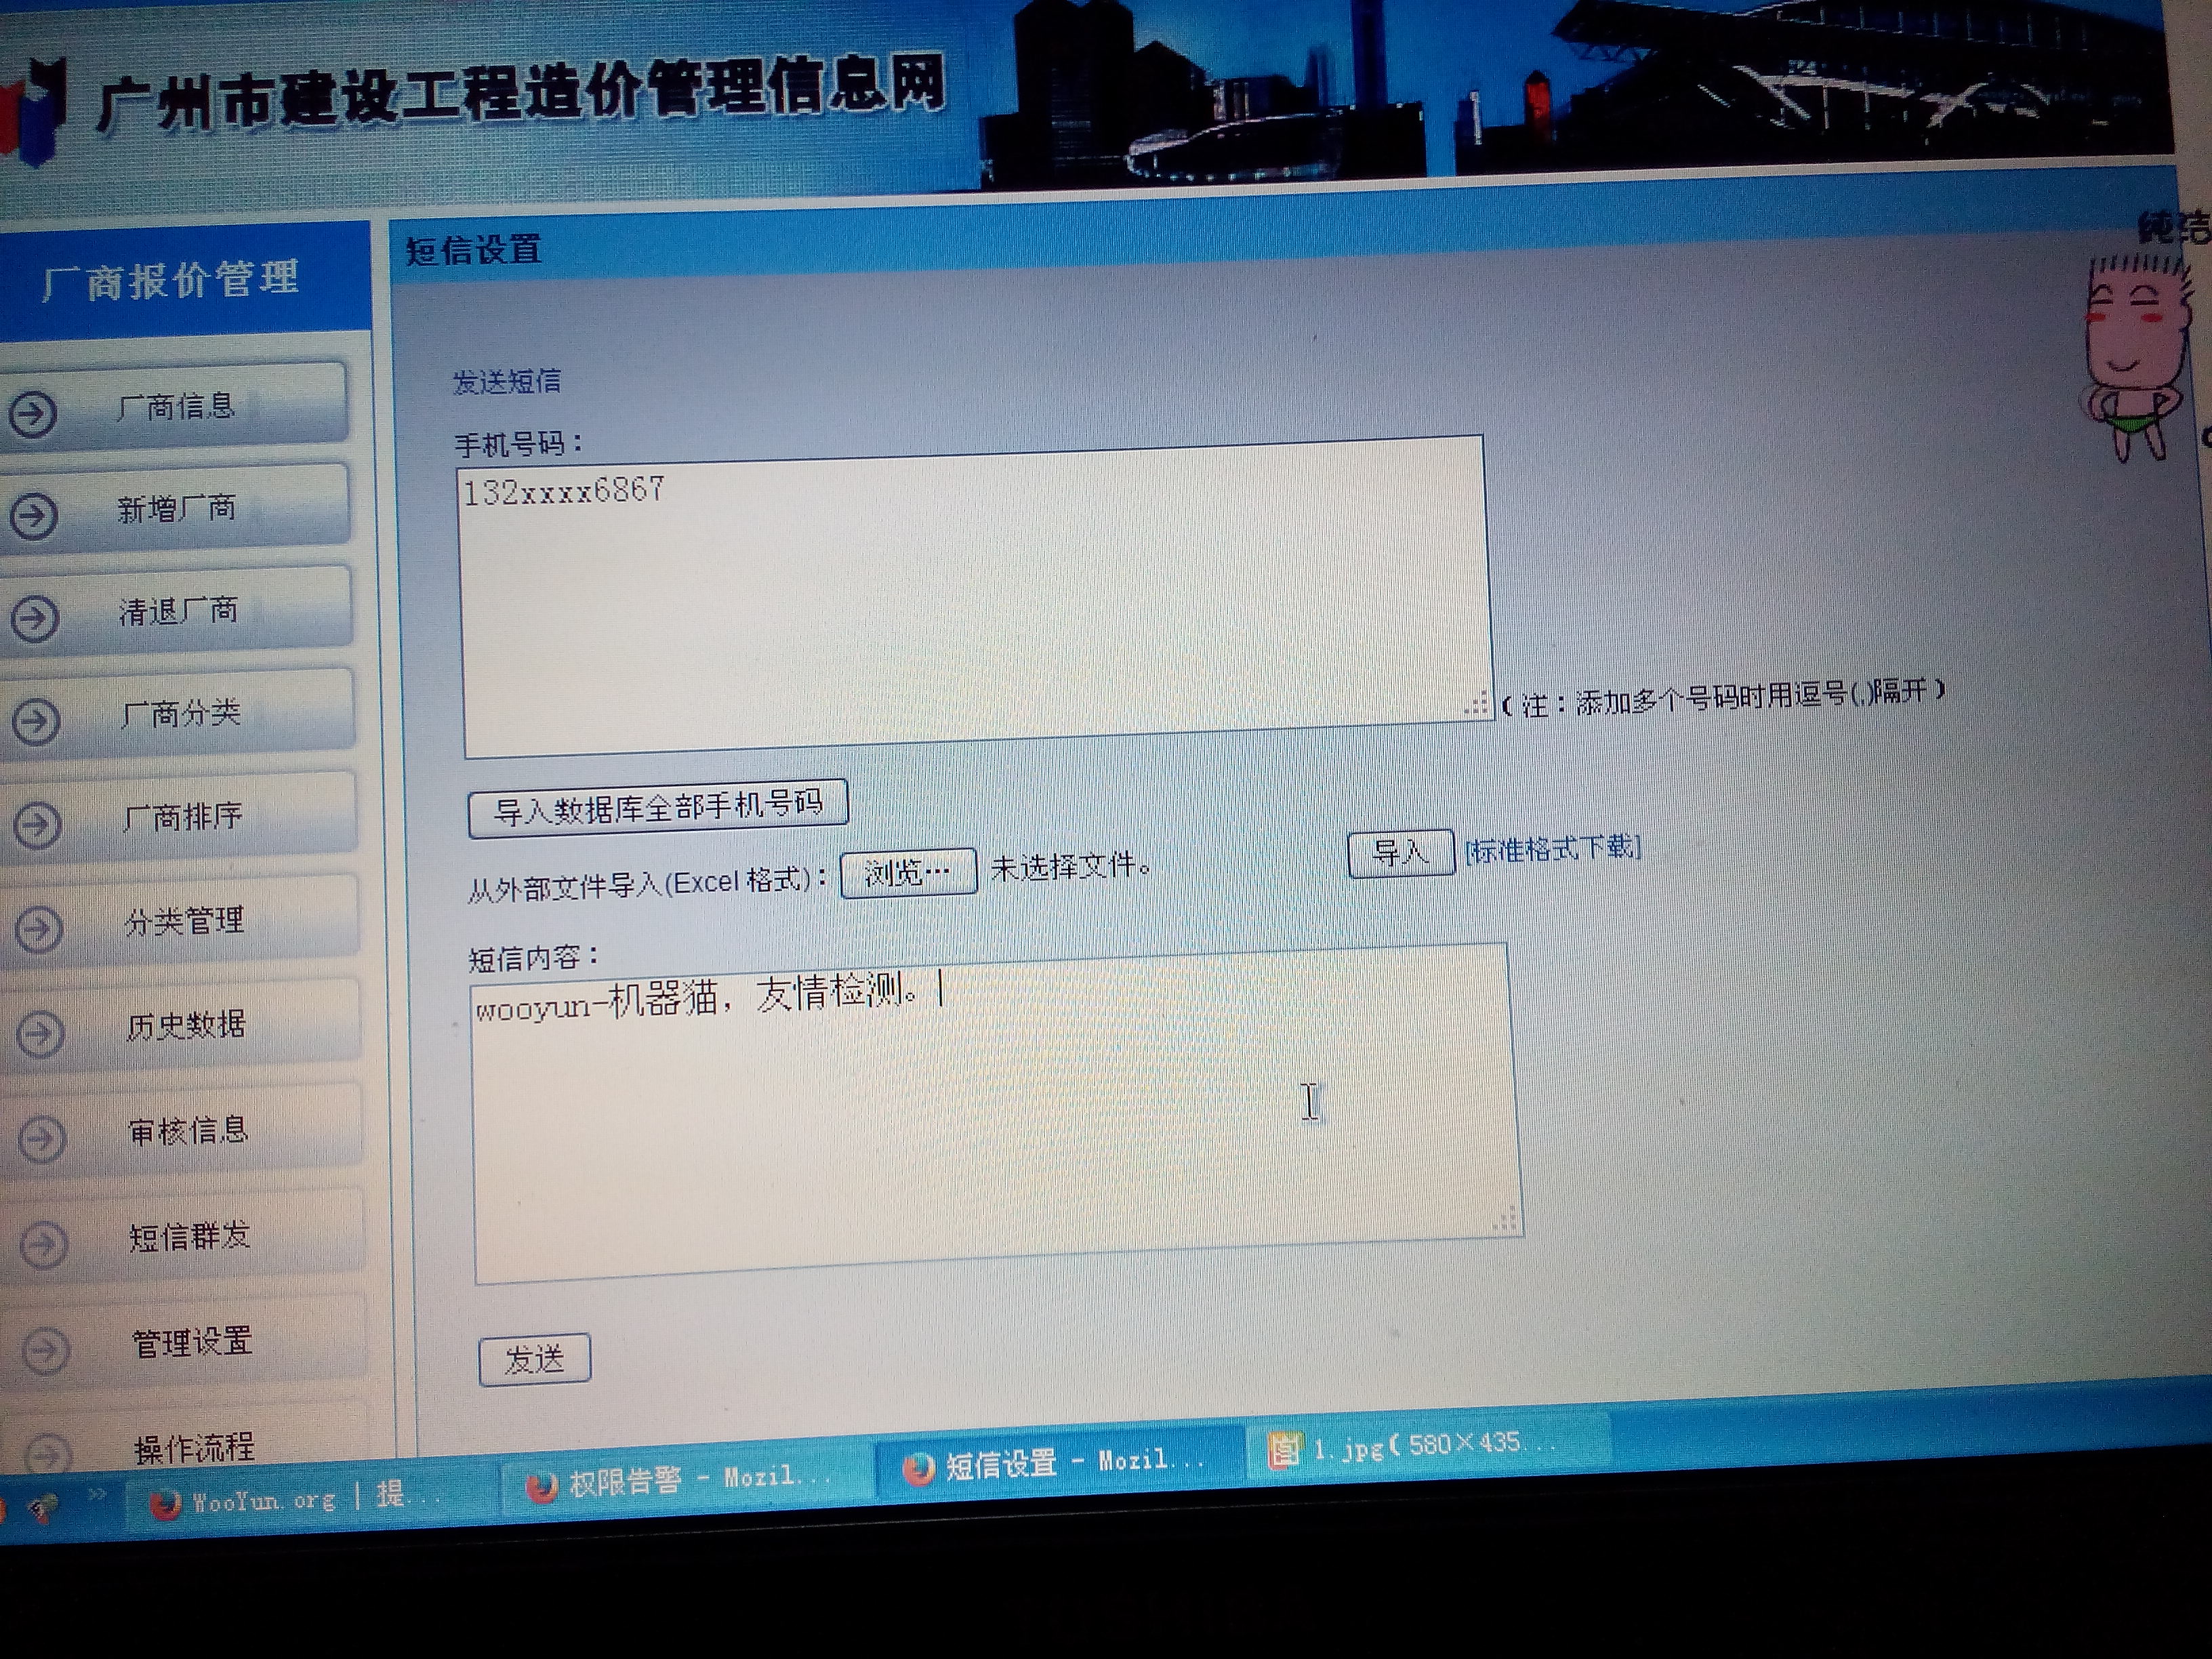 广州市建设工程造价管理信息网
厂商报价管理
厂商信息
新增厂商
清退厂商
厂商分类
厂商排序
分类管理
历史数据
审核信息
短信群发
管理设置
操作流程
短信设置
纯洁
发送短信
手机号码：
132xxxx6867
(注：添加多个号码时用逗号(,)隔开)
导入数据库全部手机号码
从外部文件导入(Excel 格式)： 浏览… 未选择文件。 导入 [标准格式下载]
短信内容：
wooyun-机器猫，友情检测。
发送
WooYun.org | 提...
权限告警 - Mozil...
短信设置 - Mozil...
1.jpg(580×435...